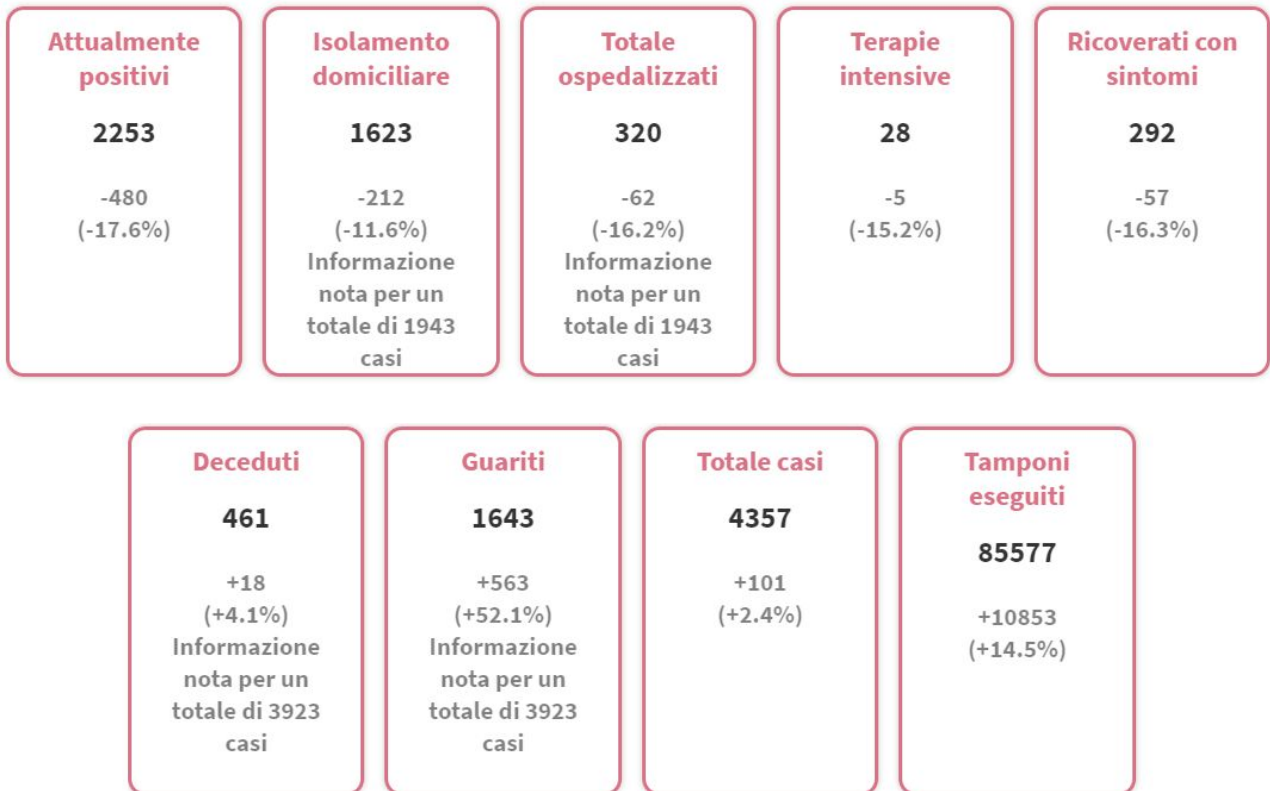 Attualmente
positivi
2253
-480
(-17.6%)
Isolamento
domiciliare
1623
-212
(-11.6%)
Informazione
nota per un
totale di 1943
casi
Totale
ospedalizzati
320
-62
(-16.2%)
Informazione
nota per un
totale di 1943
casi
Terapie
intensive
28
-5
(-15.2%)
Ricoverati con
sintomi
292
-57
(-16.3%)
Deceduti
461
+18
(+4.1%)
Informazione
nota per un
totale di 3923
casi
Guariti
1643
+563
(+52.1%)
Informazione
nota per un
totale di 3923
casi
Totale casi
4357
+101
(+2.4%)
Tamponi
eseguiti
85577
+10853
(+14.5%)